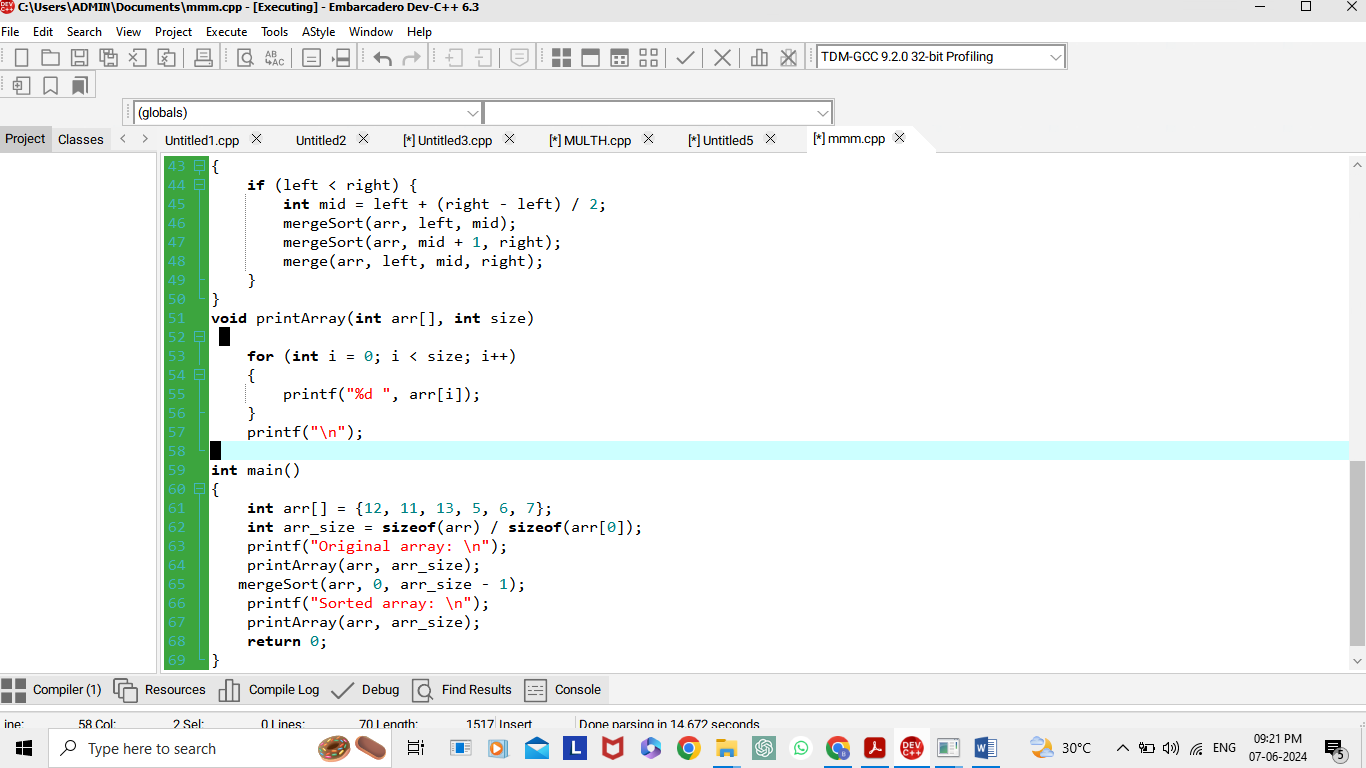 C:\Users\ADMIN\Documents\mmm.cpp - [Executing] - Embarcadero Dev-C++ 6.3
File Edit Search View Project Execute Tools AStyle Window Help
TDM-GCC 9.2.0 32-bit Profiling
(globals)
Project Classes Untitled1.cpp Untitled2 [*] Untitled3.cpp [*] MULTH.cpp [*] Untitled5 [*] mmm.cpp
43 {
44     if (left < right) {
45         int mid = left + (right - left) / 2;
46         mergeSort(arr, left, mid);
47         mergeSort(arr, mid + 1, right);
48         merge(arr, left, mid, right);
49     }
50 }
51 void printArray(int arr[], int size)
52
53     for (int i = 0; i < size; i++)
54     {
55         printf("%d ", arr[i]);
56     }
57     printf("\n");
58
59 int main()
60 {
61     int arr[] = {12, 11, 13, 5, 6, 7};
62     int arr_size = sizeof(arr) / sizeof(arr[0]);
63     printf("Original array: \n");
64     printArray(arr, arr_size);
65    mergeSort(arr, 0, arr_size - 1);
66     printf("Sorted array: \n");
67     printArray(arr, arr_size);
68     return 0;
69 }
Compiler (1) Resources Compile Log Debug Find Results Console
ine: 58 Col: 2 Sel: 0 Lines: 70 Length: 1517 Insert Done parsing in 14.672 seconds
Type here to search 30°C ENG 09:21 PM
07-06-2024 5